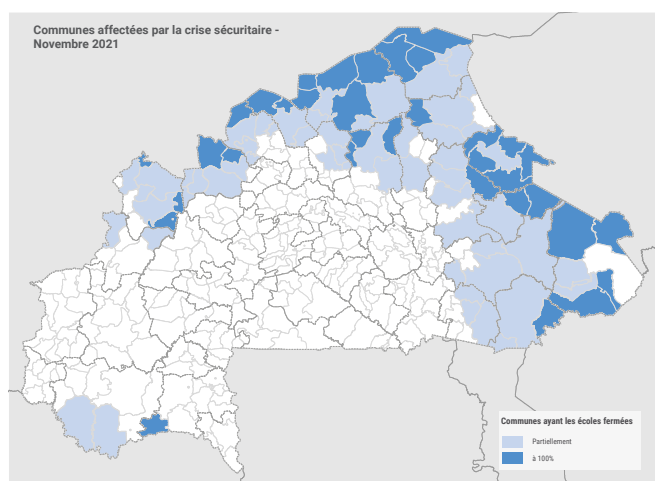 Communes affectées par la crise sécuritaire -
Novembre 2021
Communes ayant les écoles fermées
Partiellement
à 100%